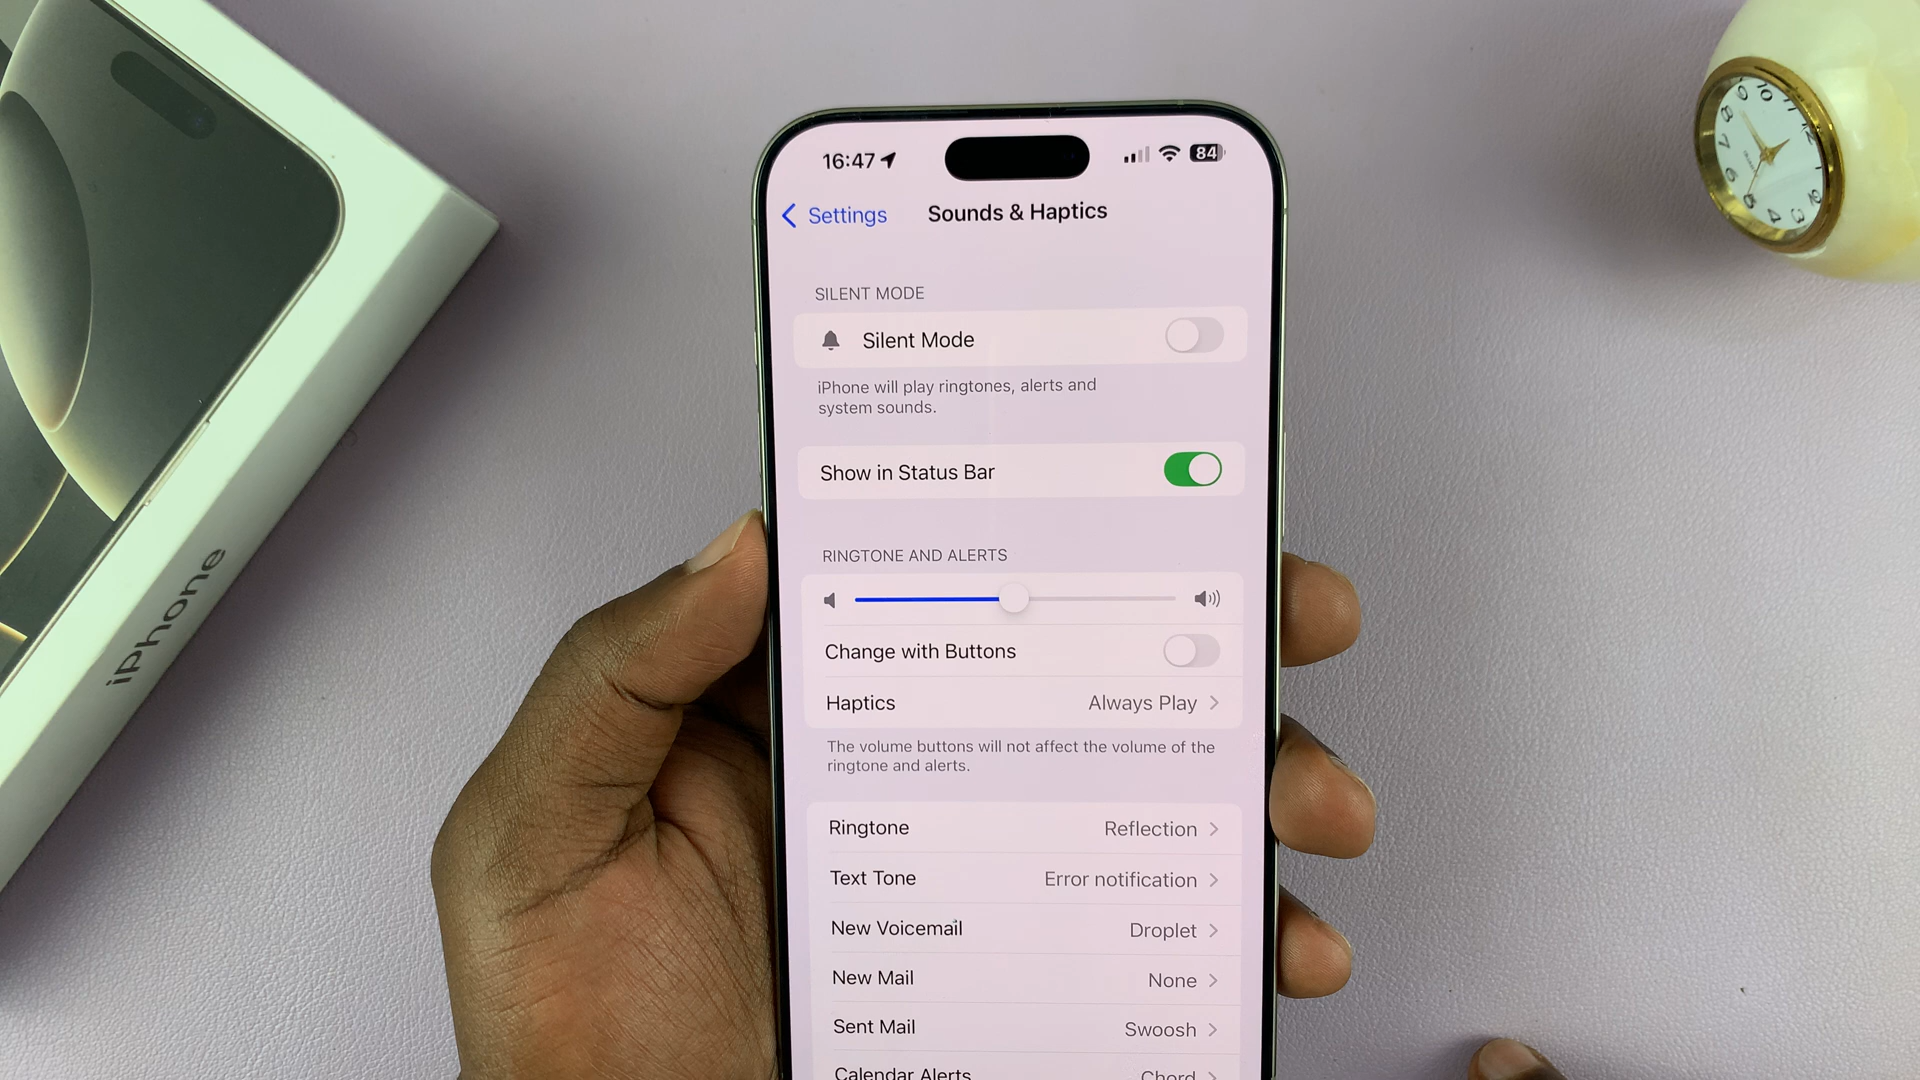 16:47
84
Settings
Sounds & Haptics
SILENT MODE
Silent Mode
iPhone will play ringtones, alerts and
system sounds.
Show in Status Bar
RINGTONE AND ALERTS
Change with Buttons
Haptics Always Play
The volume buttons will not affect the volume of the
ringtone and alerts.
Ringtone Reflection
Text Tone Error notification
New Voicemail Droplet
New Mail None
Sent Mail Swoosh
Calendar Alerts Chord
iPhone